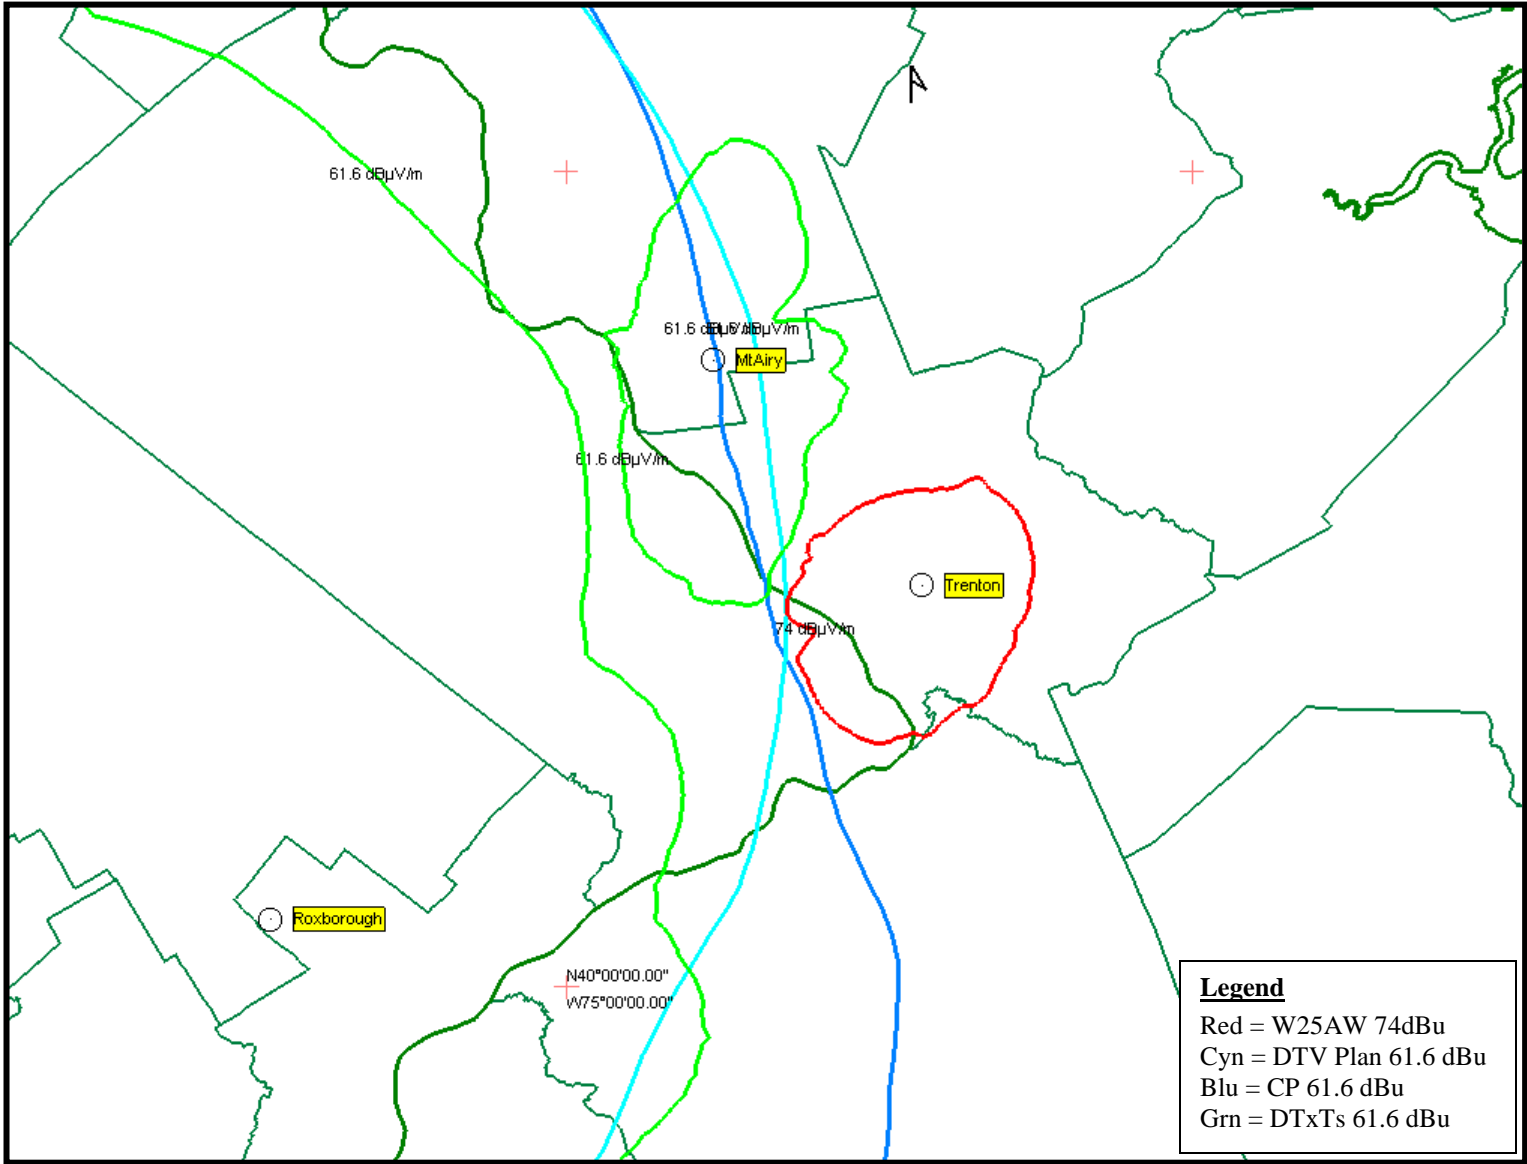 61.6 dBµV/m
61.6 dBµV/m
MtAiry
61.6 dBµV/m
Trenton
74 dBµV/m
Roxborough
N40°00'00.00"
W75°00'00.00"
Legend
Red = W25AW 74dBu
Cyn = DTV Plan 61.6 dBu
Blu = CP 61.6 dBu
Grn = DTxTs 61.6 dBu